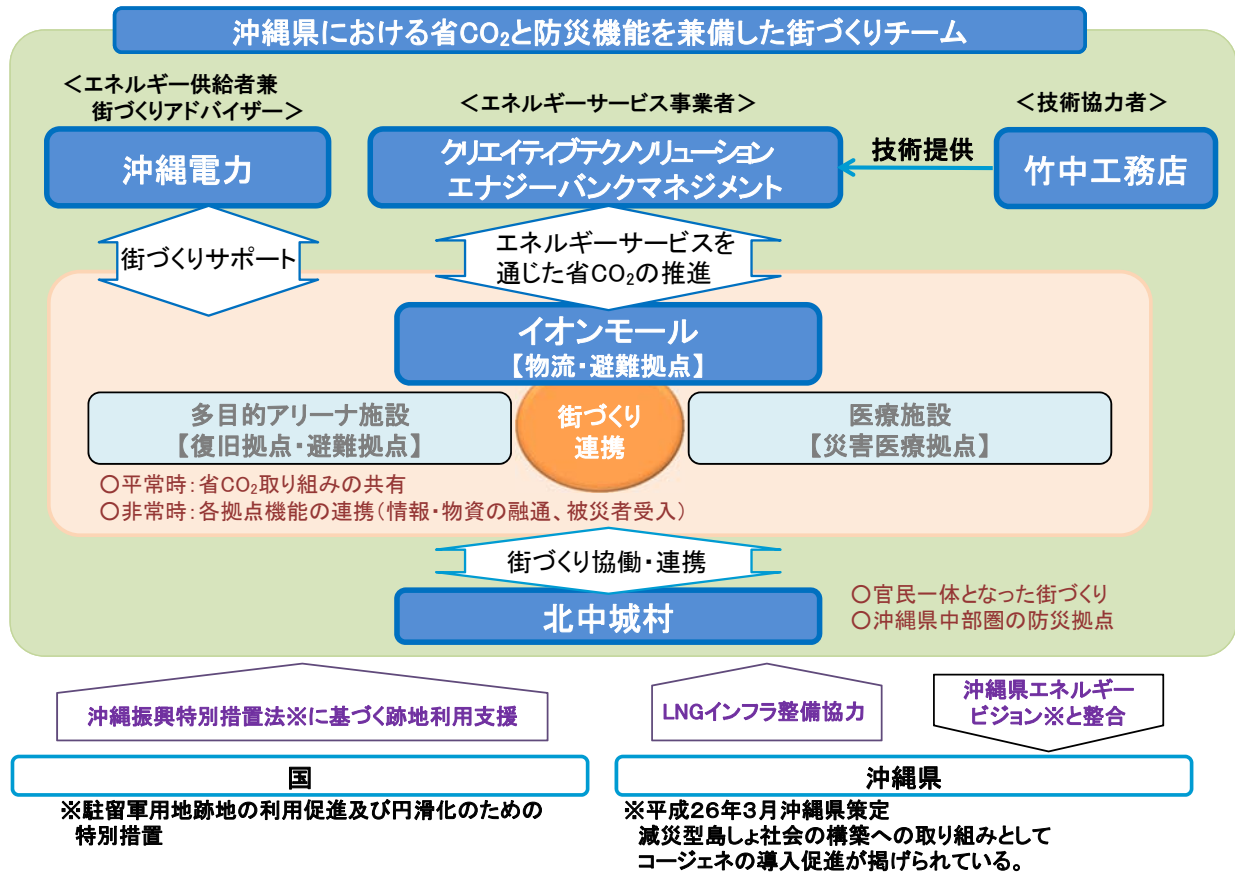 沖縄県における省CO₂と防災機能を兼備した街づくりチーム
＜エネルギー供給者兼
街づくりアドバイザー＞
沖縄電力
＜エネルギーサービス事業者＞
クリエイティブテクノソリューション
エナジーバンクマネジメント
技術提供
＜技術協力者＞
竹中工務店
街づくりサポート
エネルギーサービスを
通じた省CO₂の推進
イオンモール
【物流・避難拠点】
多目的アリーナ施設
【復旧拠点・避難拠点】
街づくり
連携
医療施設
【災害医療拠点】
○平常時：省CO₂取り組みの共有
○非常時：各拠点機能の連携（情報・物資の融通、被災者受入）
街づくり協働・連携
北中城村
○官民一体となった街づくり
○沖縄県中部圏の防災拠点
沖縄振興特別措置法※に基づく跡地利用支援
LNGインフラ整備協力
沖縄県エネルギー
ビジョン※と整合
国
※駐留軍用地跡地の利用促進及び円滑化のための
特別措置
沖縄県
※平成26年3月沖縄県策定
減災型島しょ社会の構築への取り組みとして
コージェネの導入促進が掲げられている。